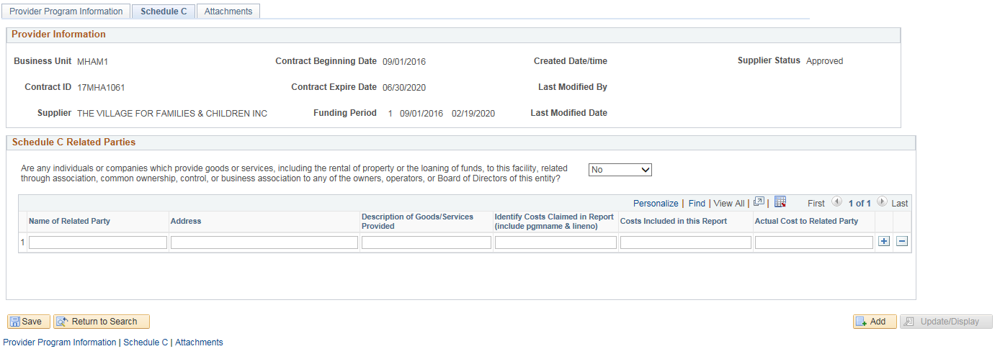 Provider Program Information Schedule C Attachments
Provider Information
Business Unit MHAM1 Contract Beginning Date 09/01/2016 Created Date/time Supplier Status Approved
Contract ID 17MHA1061 Contract Expire Date 06/30/2020 Last Modified By
Supplier THE VILLAGE FOR FAMILIES & CHILDREN INC Funding Period 1 09/01/2016 02/19/2020 Last Modified Date
Schedule C Related Parties
Are any individuals or companies which provide goods or services, including the rental of property or the loaning of funds, to this facility, related
through association, common ownership, control, or business association to any of the owners, operators, or Board of Directors of this entity?
No
Personalize | Find | View All | | First 1 of 1 Last
Name of Related Party Address Description of Goods/Services Provided Identify Costs Claimed in Report (include pgmname & lineno) Costs Included in this Report Actual Cost to Related Party
1
Save Return to Search Add Update/Display
Provider Program Information | Schedule C | Attachments